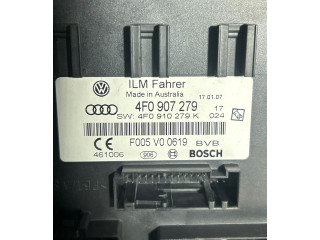 ILM Fahrer
Made in Australia 17.01.07
4F0 907 279 17
SW: 4F0 910 279 K 024
F005 V0 0619 BVB
461006 BOSCH